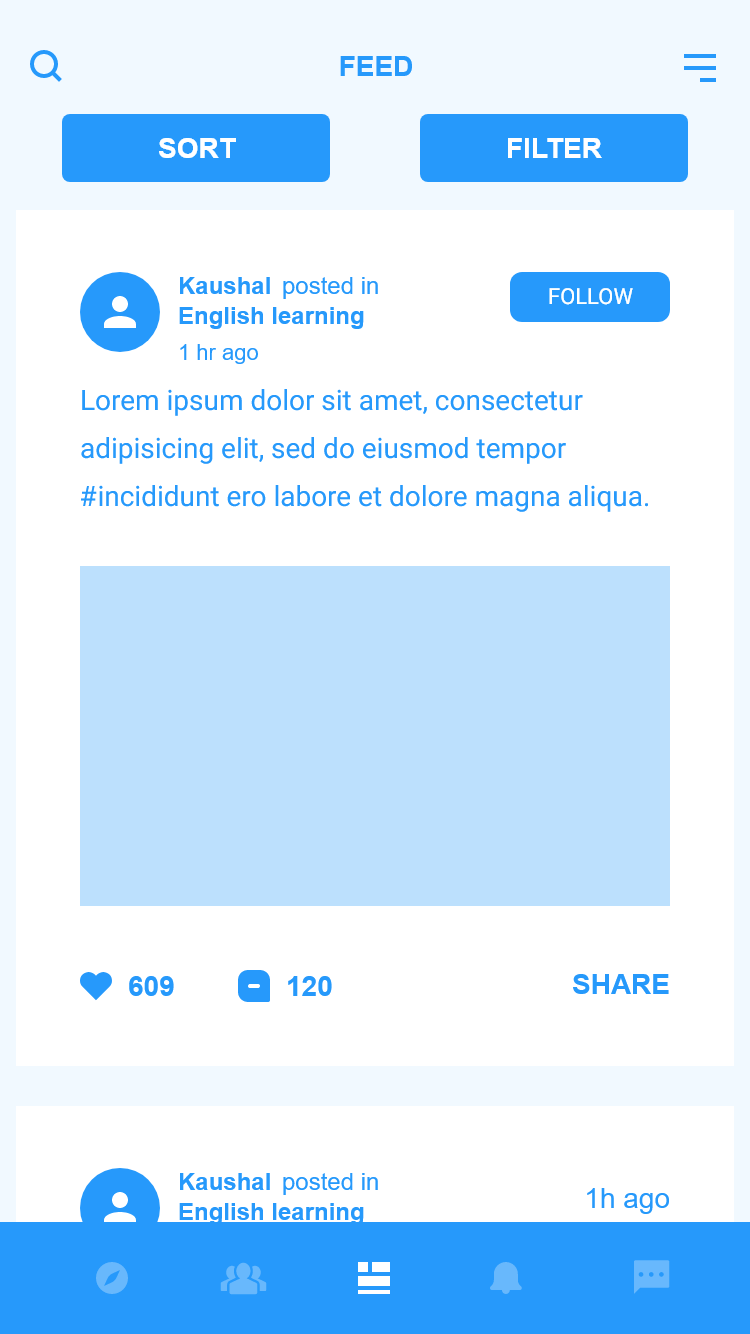 FEED
SORT
FILTER
Kaushal posted in
English learning
FOLLOW
1 hr ago
Lorem ipsum dolor sit amet, consectetur
adipisicing elit, sed do eiusmod tempor
#incididunt ero labore et dolore magna aliqua.
609
120
SHARE
Kaushal posted in
English learning
1h ago